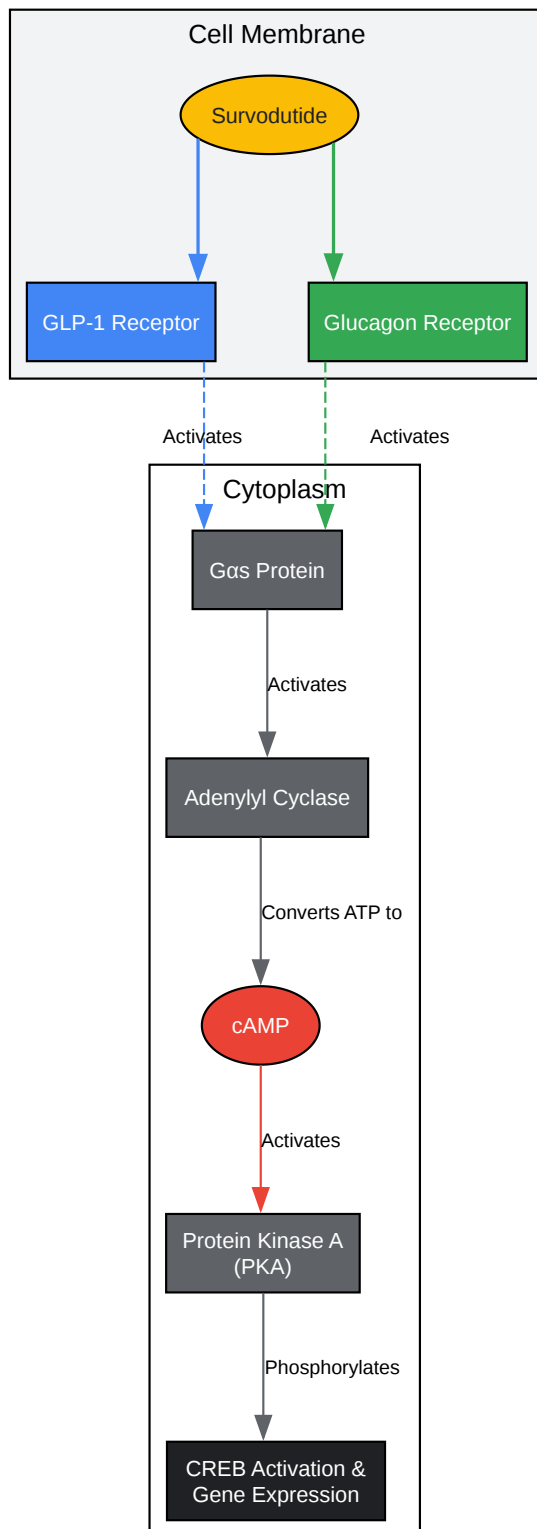 Cell Membrane
Survodutide
GLP-1 Receptor
Glucagon Receptor
Activates
Activates
Cytoplasm
Gαs Protein
Activates
Adenylyl Cyclase
Converts ATP to
cAMP
Activates
Protein Kinase A
(PKA)
Phosphorylates
CREB Activation &
Gene Expression